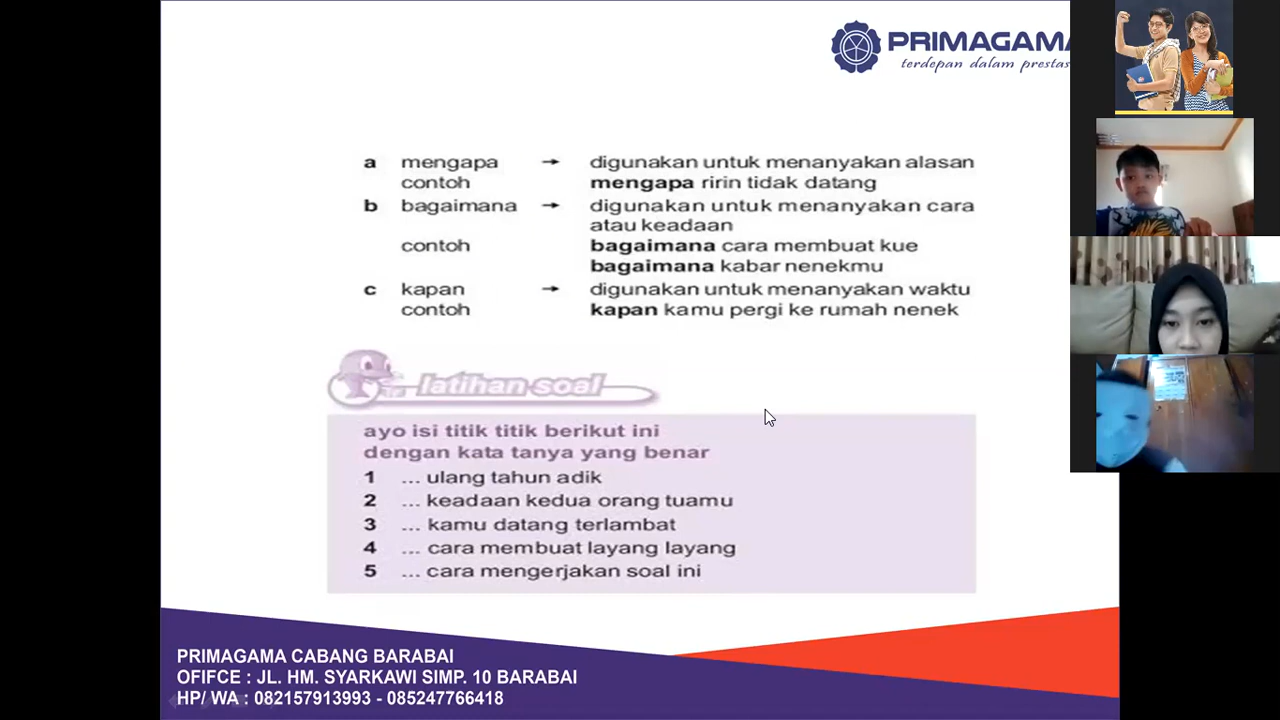 PRIMAGAMA
terdepan dalam prestas
a mengapa → digunakan untuk menanyakan alasan
contoh mengapa ririn tidak datang
b bagaimana → digunakan untuk menanyakan cara
atau keadaan
contoh bagaimana cara membuat kue
bagaimana kabar nenekmu
c kapan → digunakan untuk menanyakan waktu
contoh kapan kamu pergi ke rumah nenek
latihan soal
ayo isi titik titik berikut ini
dengan kata tanya yang benar
1 ... ulang tahun adik
2 ... keadaan kedua orang tuamu
3 ... kamu datang terlambat
4 ... cara membuat layang layang
5 ... cara mengerjakan soal ini
PRIMAGAMA CABANG BARABAI
OFIFCE : JL. HM. SYARKAWI SIMP. 10 BARABAI
HP/ WA : 082157913993 - 085247766418